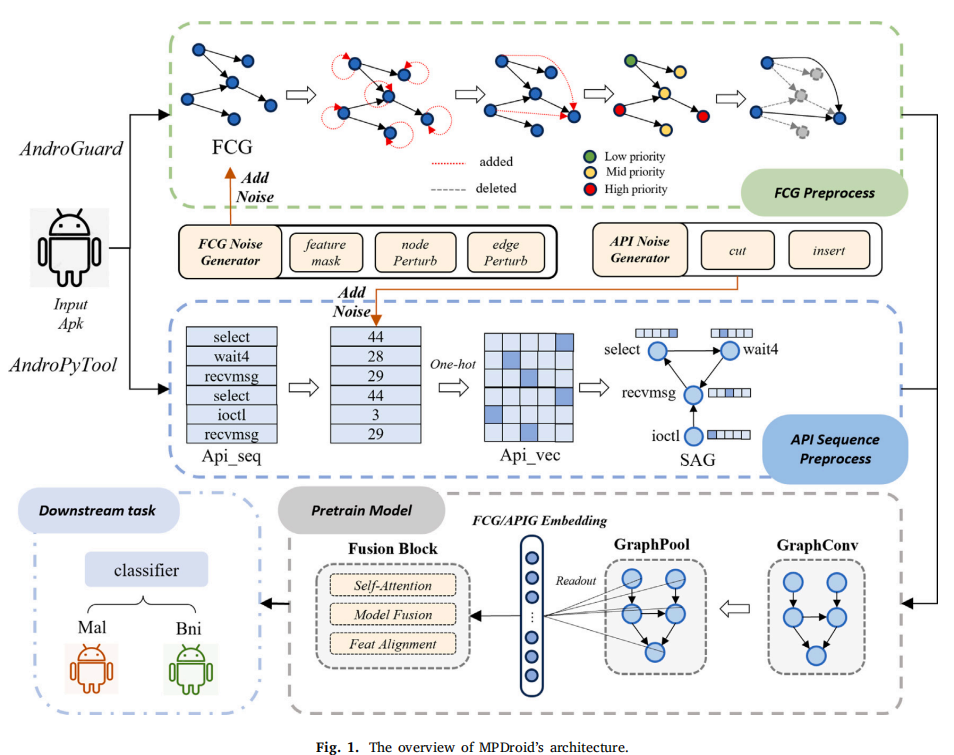 FCG
added
deleted
Low priority
Mid priority
High priority
FCG Preprocess
AndroGuard
Add
Noise
FCG Noise
Generator
feature
mask
node
Perturb
edge
Perturb
API Noise
Generator
cut
insert
Input
Apk
AndroPyTool
Add
Noise
select
wait4
recvmsg
select
ioctl
recvmsg
Api_seq
44
28
29
44
3
29
One-hot
Api_vec
select
wait4
recvmsg
ioctl
SAG
API Sequence
Preprocess
Downstream task
classifier
Mal
Bni
Pretrain Model
Fusion Block
Self-Attention
Model Fusion
Feat Alignment
FCG/APIG Embedding
Readout
GraphPool
GraphConv
Fig. 1. The overview of MPDroid's architecture.